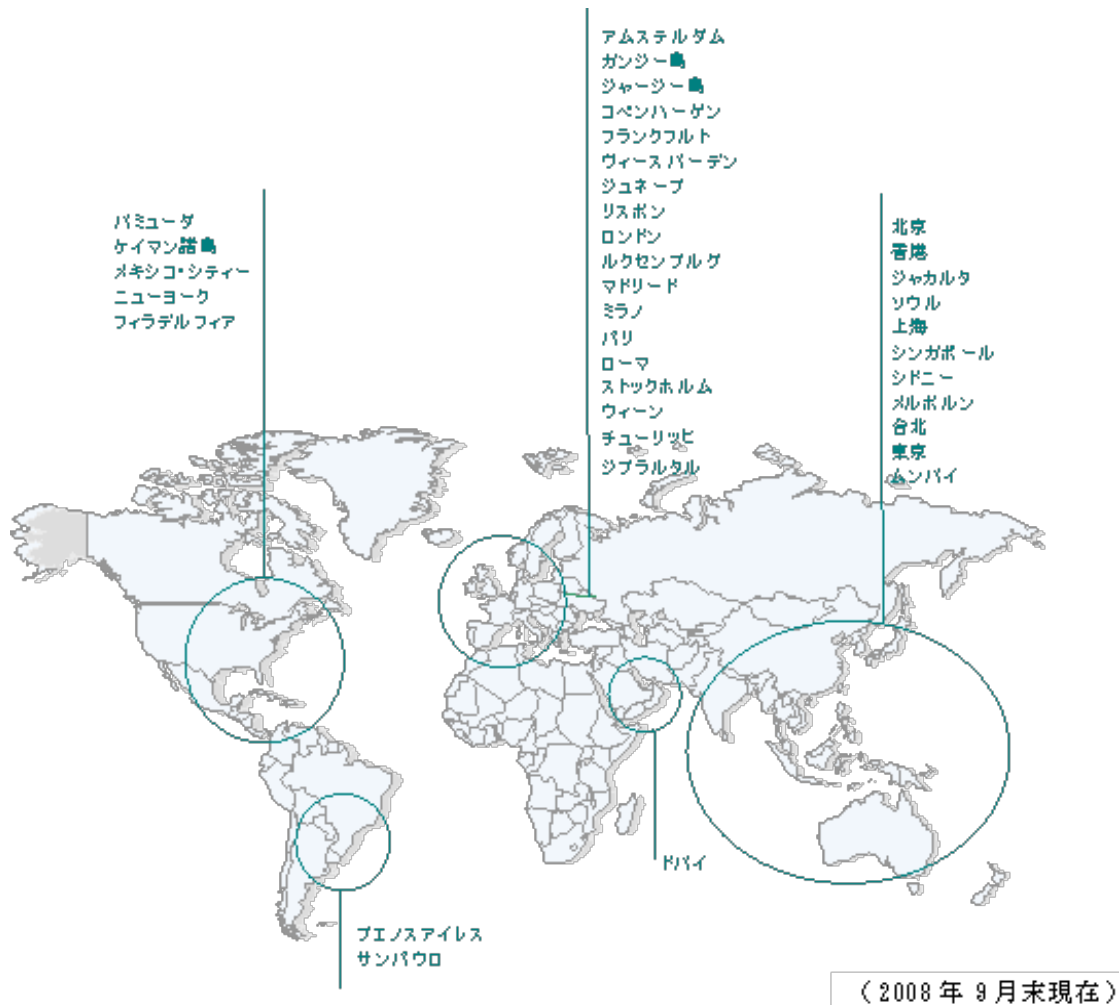 アムステルダム
ガンジー島
ジャージー島
コペンハーゲン
フランクフルト
ヴィースバーデン
ジュネーブ
リスボン
ロンドン
ルクセンブルグ
マドリード
ミラノ
パリ
ローマ
ストックホルム
ウィーン
チューリッヒ
ジブラルタル
バミューダ
ケイマン諸島
メキシコ・シティー
ニューヨーク
フィラデルフィア
北京
香港
ジャカルタ
ソウル
上海
シンガポール
シドニー
メルボルン
台北
東京
ムンバイ
ドバイ
ブエノスアイレス
サンパウロ
（2008年9月末現在）